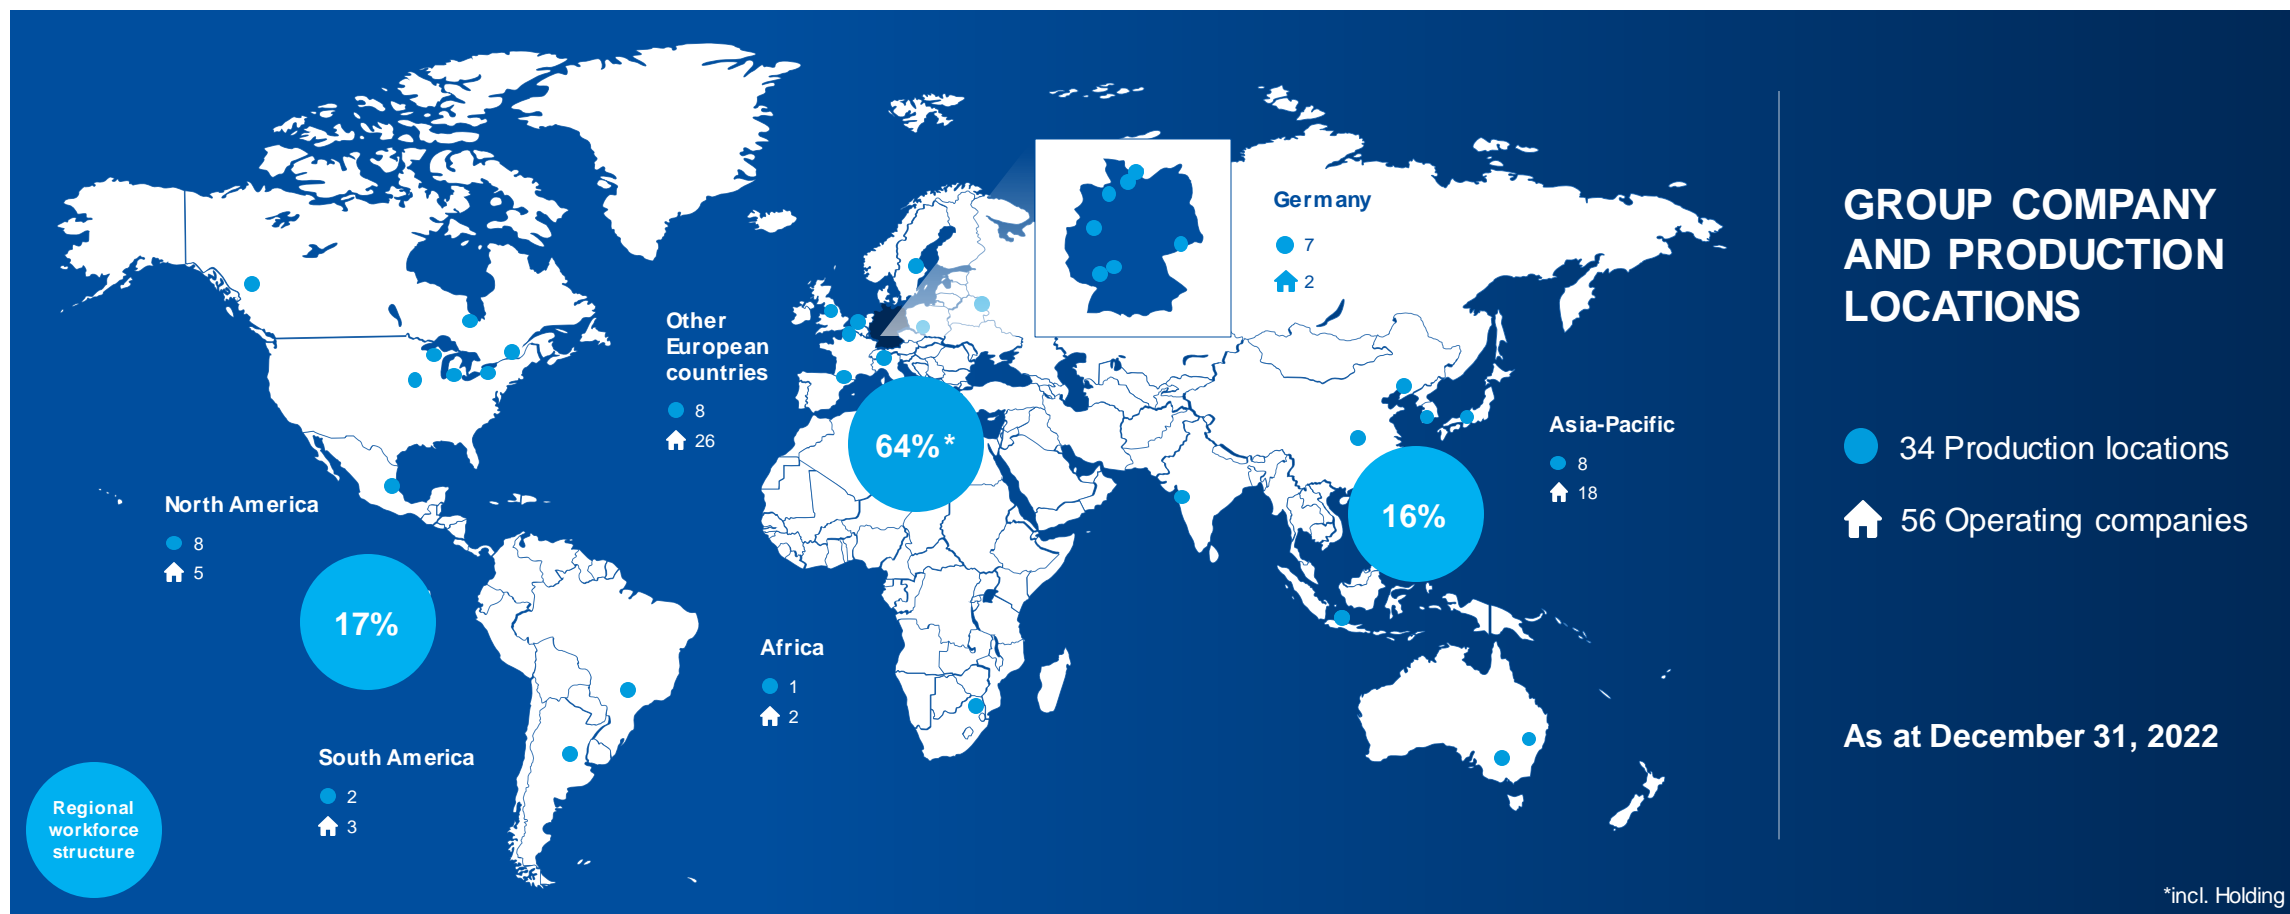 GROUP COMPANY
AND PRODUCTION
LOCATIONS
34 Production locations
56 Operating companies
As at December 31, 2022
*incl. Holding
Germany
7
2
Other
European
countries
8
26
64%*
Asia-Pacific
8
18
16%
North America
8
5
17%
Africa
1
2
South America
2
3
Regional
workforce
structure